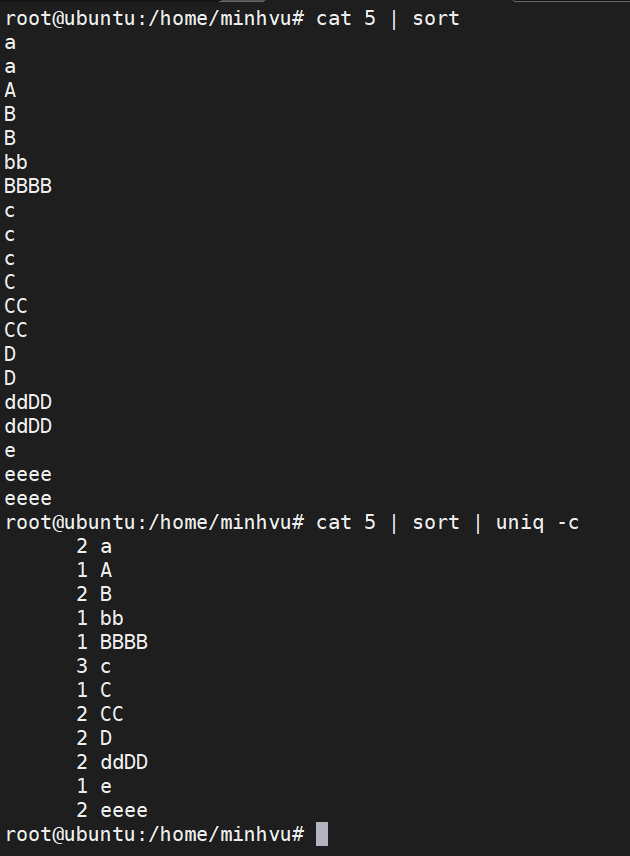 root@ubuntu:/home/minhvu# cat 5 | sort
a
a
A
B
B
bb
BBBB
c
c
c
C
CC
CC
D
D
ddDD
ddDD
e
eeee
eeee
root@ubuntu:/home/minhvu# cat 5 | sort | uniq -c
      2 a
      1 A
      2 B
      1 bb
      1 BBBB
      3 c
      1 C
      2 CC
      2 D
      2 ddDD
      1 e
      2 eeee
root@ubuntu:/home/minhvu#